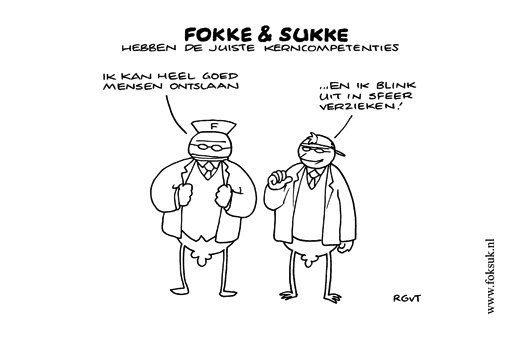 FOKKE & SUKKE
HEBBEN DE JUISTE KERNCOMPETENTIES
IK KAN HEEL GOED
MENSEN ONTSLAAN
...EN IK BLINK
UIT IN SFEER
VERZIEKEN!
F
RGvT
www.foksuk.nl